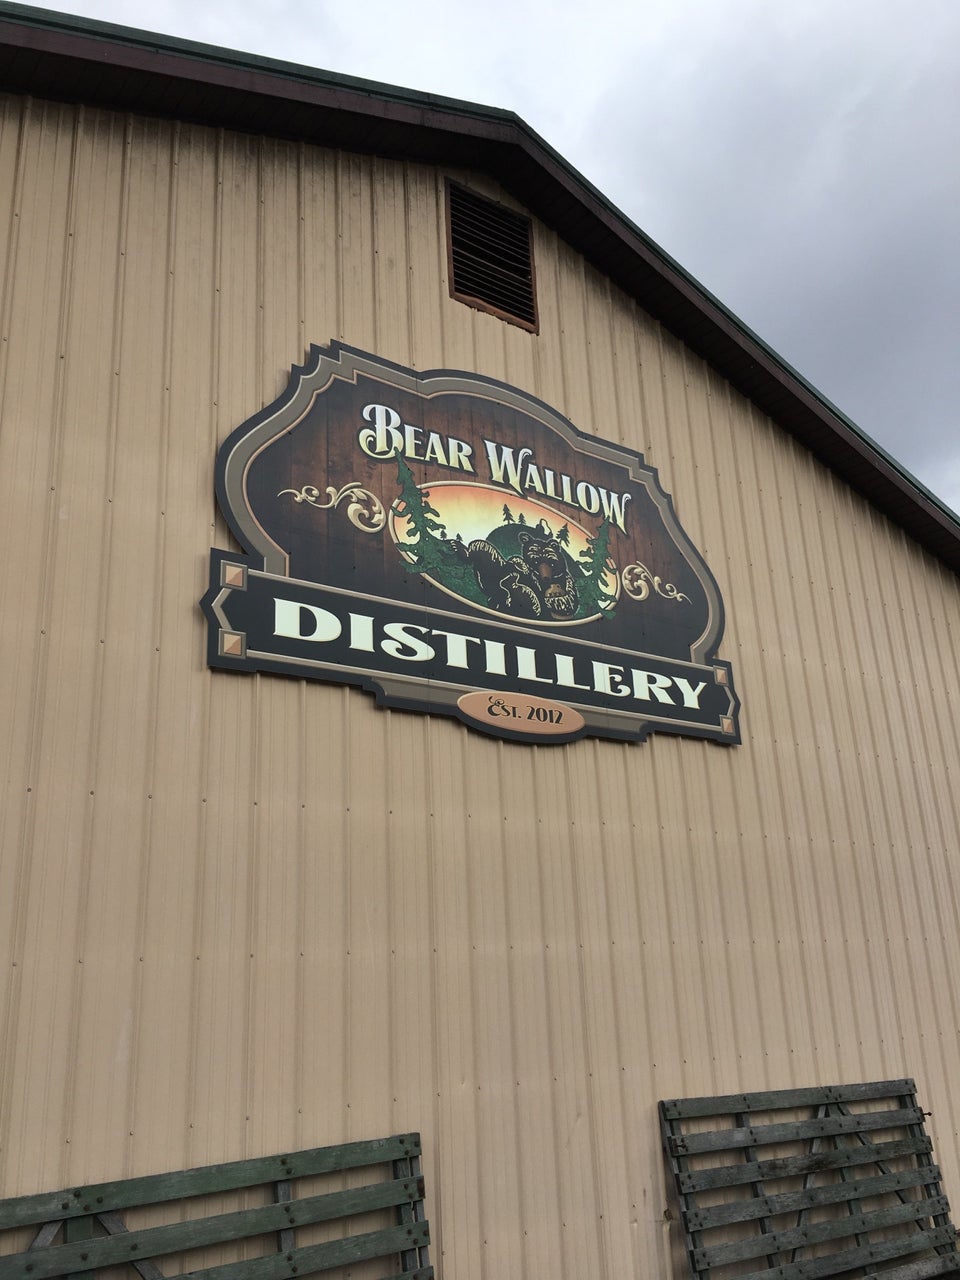 Bear Wallow
DISTILLERY
Est. 2012